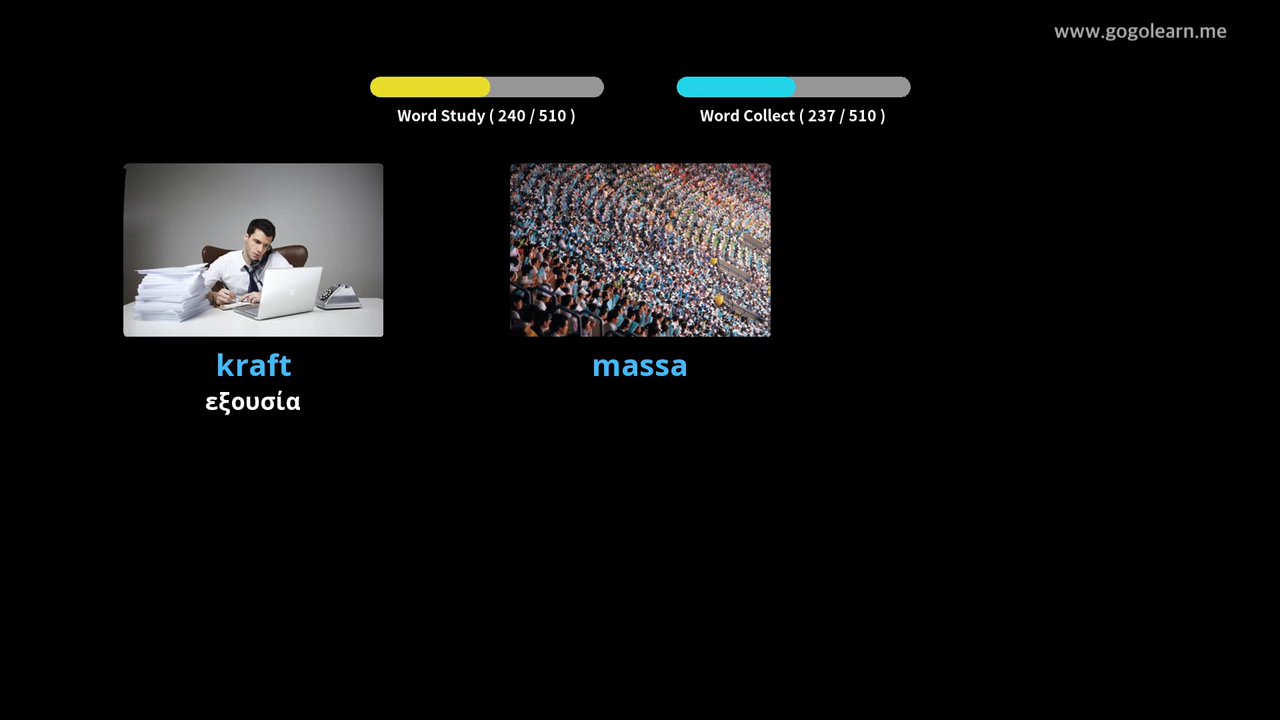 www.gogolearn.me
Word Study ( 240 / 510 )
Word Collect ( 237 / 510 )
kraft
εξουσία
massa